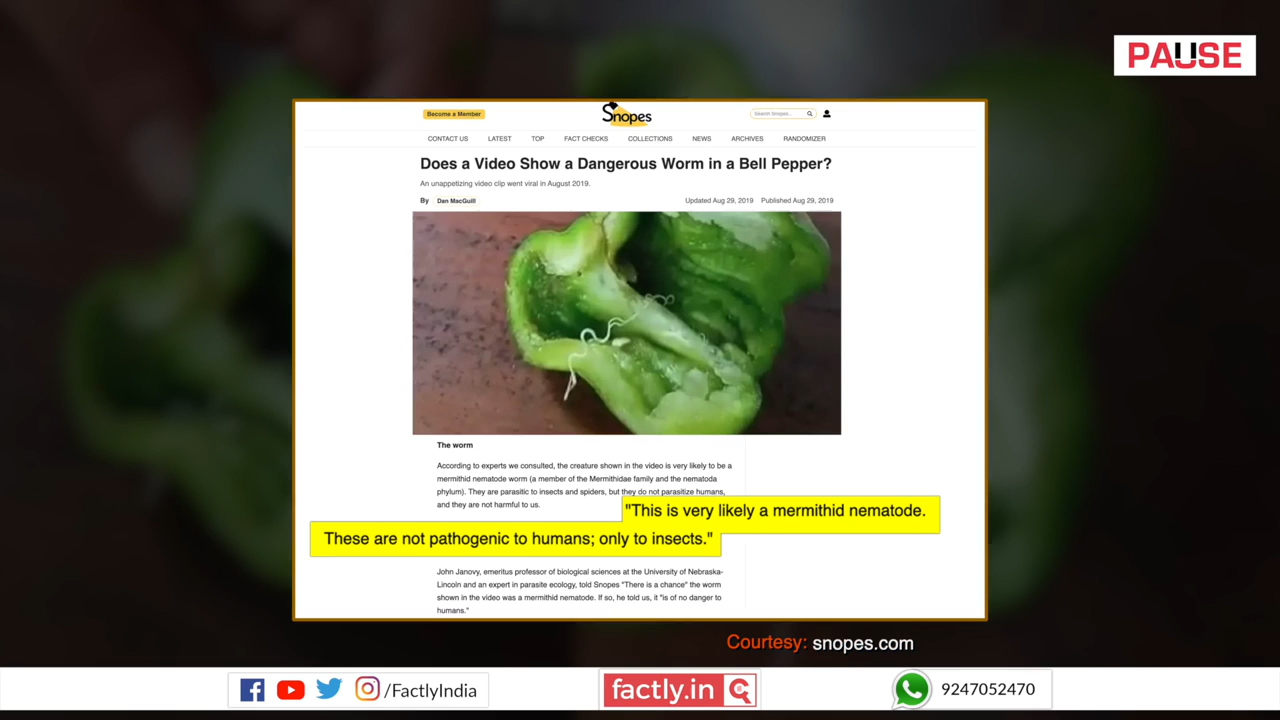 PAUSE
Become a Member
Snopes
Search Snopes...
CONTACT US LATEST TOP FACT CHECKS COLLECTIONS NEWS ARCHIVES RANDOMIZER
Does a Video Show a Dangerous Worm in a Bell Pepper?
An unappetizing video clip went viral in August 2019.
By Dan MacGuill Updated Aug 29, 2019 Published Aug 29, 2019
The worm
According to experts we consulted, the creature shown in the video is very likely to be a
mermithid nematode worm (a member of the Mermithidae family and the nematoda
phylum). They are parasitic to insects and spiders, but they do not parasitize humans,
and they are not harmful to us.
"This is very likely a mermithid nematode.
These are not pathogenic to humans; only to insects."
John Janovy, emeritus professor of biological sciences at the University of Nebraska-
Lincoln and an expert in parasite ecology, told Snopes "There is a chance" the worm
shown in the video was a mermithid nematode. If so, he told us, it "is of no danger to
humans."
Courtesy: snopes.com
/FactlyIndia
factly.in
9247052470